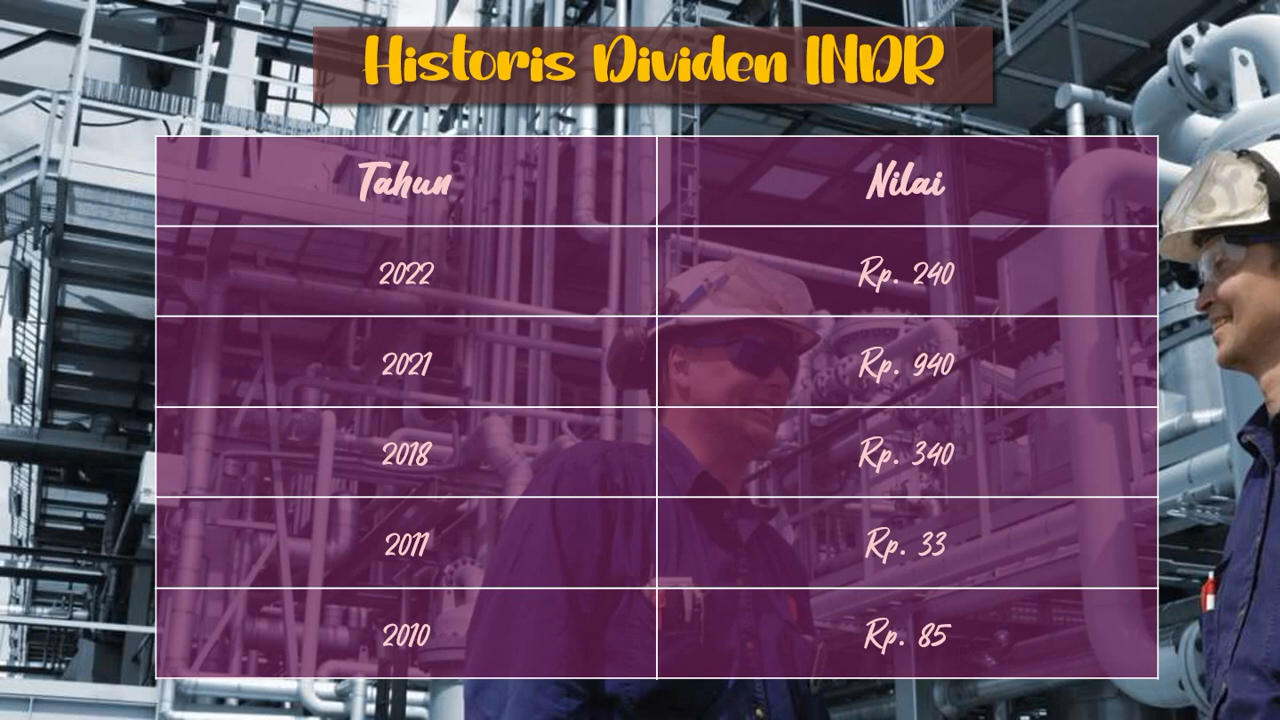 Historis Dividen INDR
Tahun Nilai
2022 Rp. 240
2021 Rp. 940
2018 Rp. 340
2011 Rp. 33
2010 Rp. 85